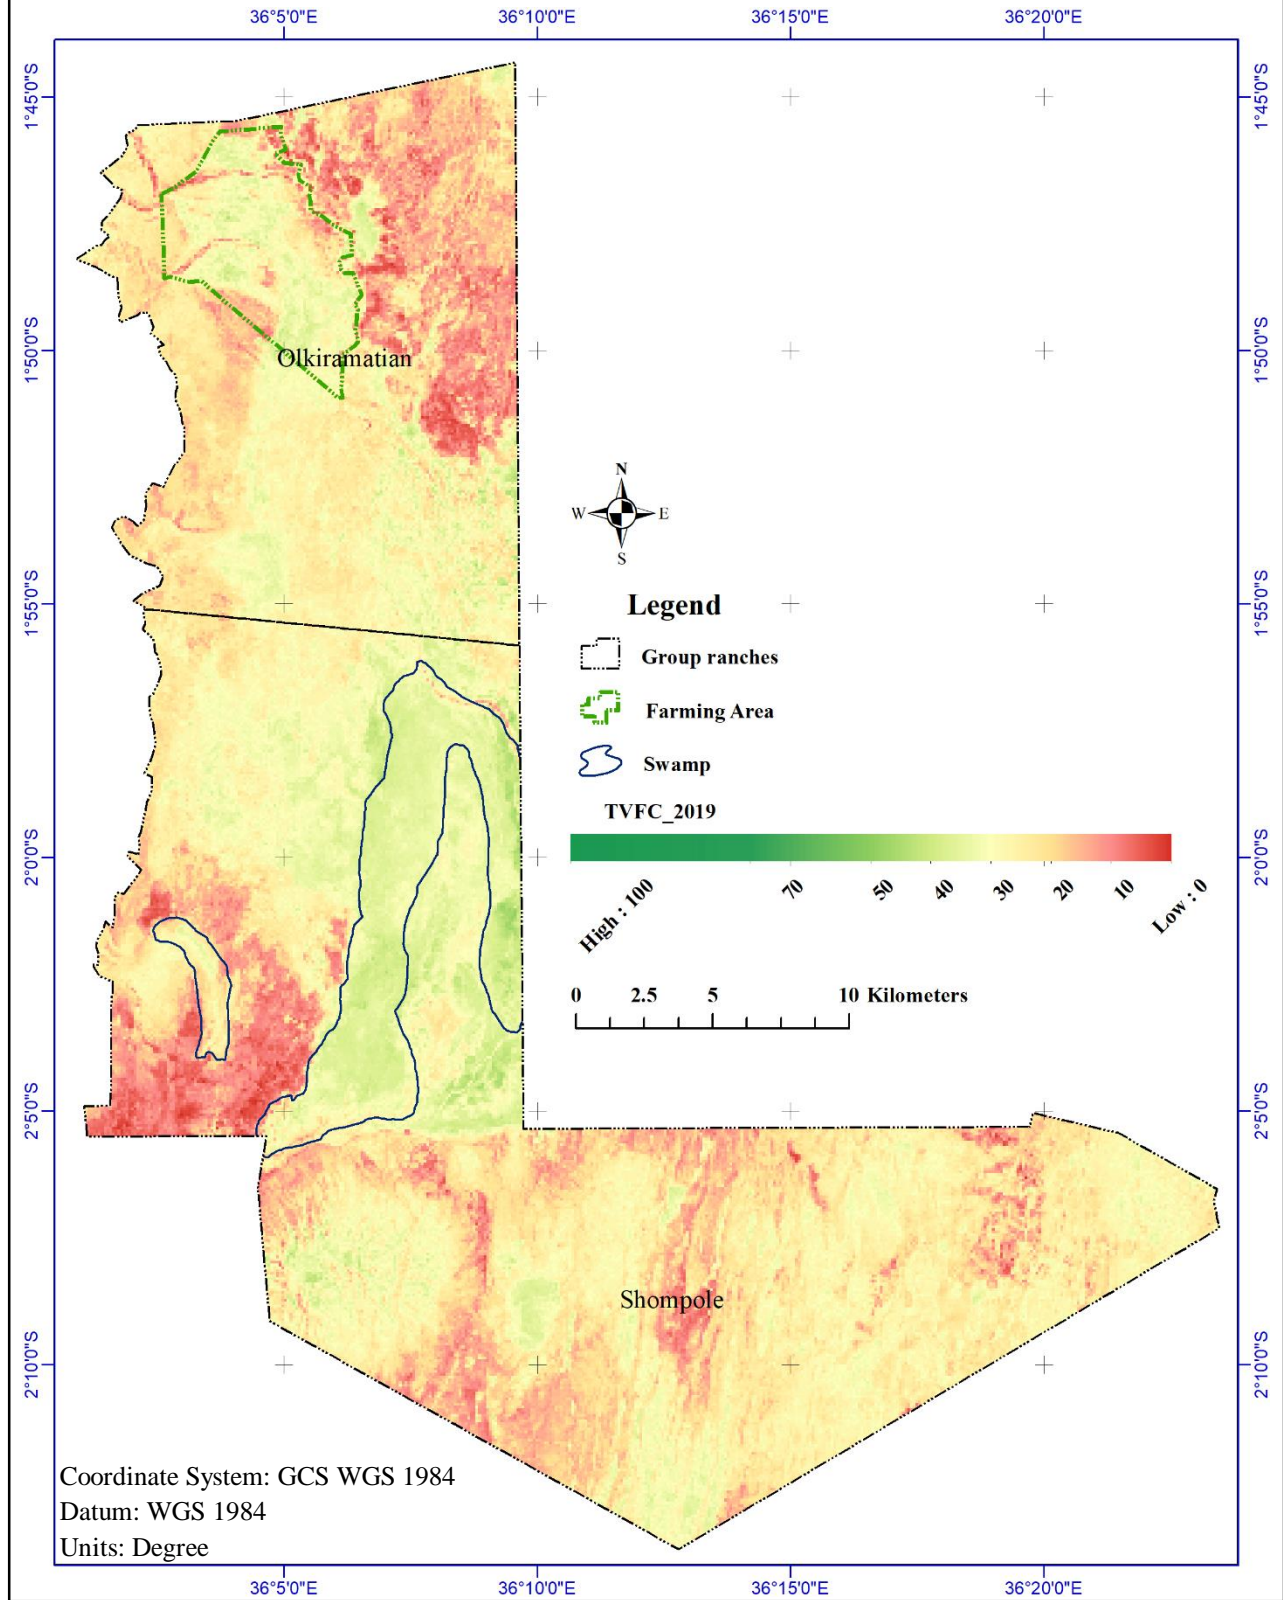 36°5'0"E 36°10'0"E 36°15'0"E 36°20'0"E
1°45'0"S 1°45'0"S
1°50'0"S 1°50'0"S
Olkiramatian
N
W E
S
1°55'0"S 1°55'0"S
Legend
Group ranches
Farming Area
Swamp
TVFC_2019
2°0'0"S 2°0'0"S
High : 100 70 50 40 30 20 10 Low : 0
0 2.5 5 10 Kilometers
2°5'0"S 2°5'0"S
Shompole
2°10'0"S 2°10'0"S
Coordinate System: GCS WGS 1984
Datum: WGS 1984
Units: Degree
36°5'0"E 36°10'0"E 36°15'0"E 36°20'0"E